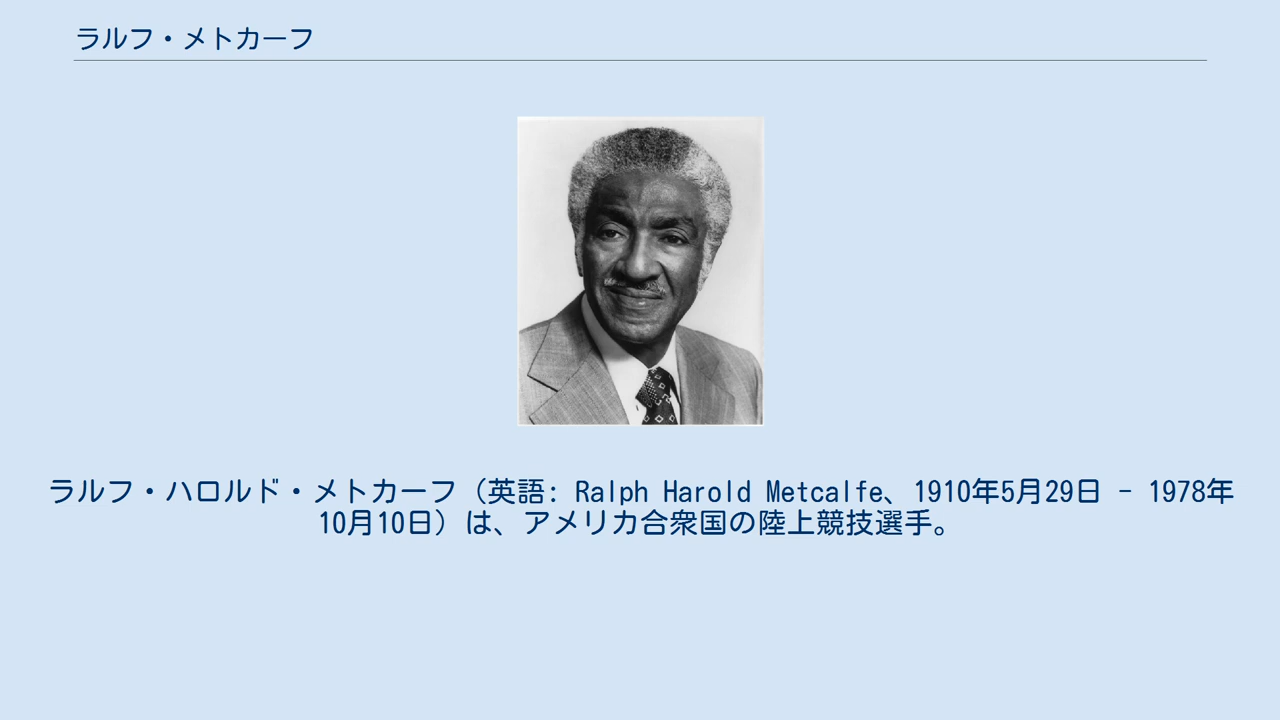 ラルフ・メトカーフ
ラルフ・ハロルド・メトカーフ（英語: Ralph Harold Metcalfe、1910年5月29日 - 1978年
10月10日）は、アメリカ合衆国の陸上競技選手。